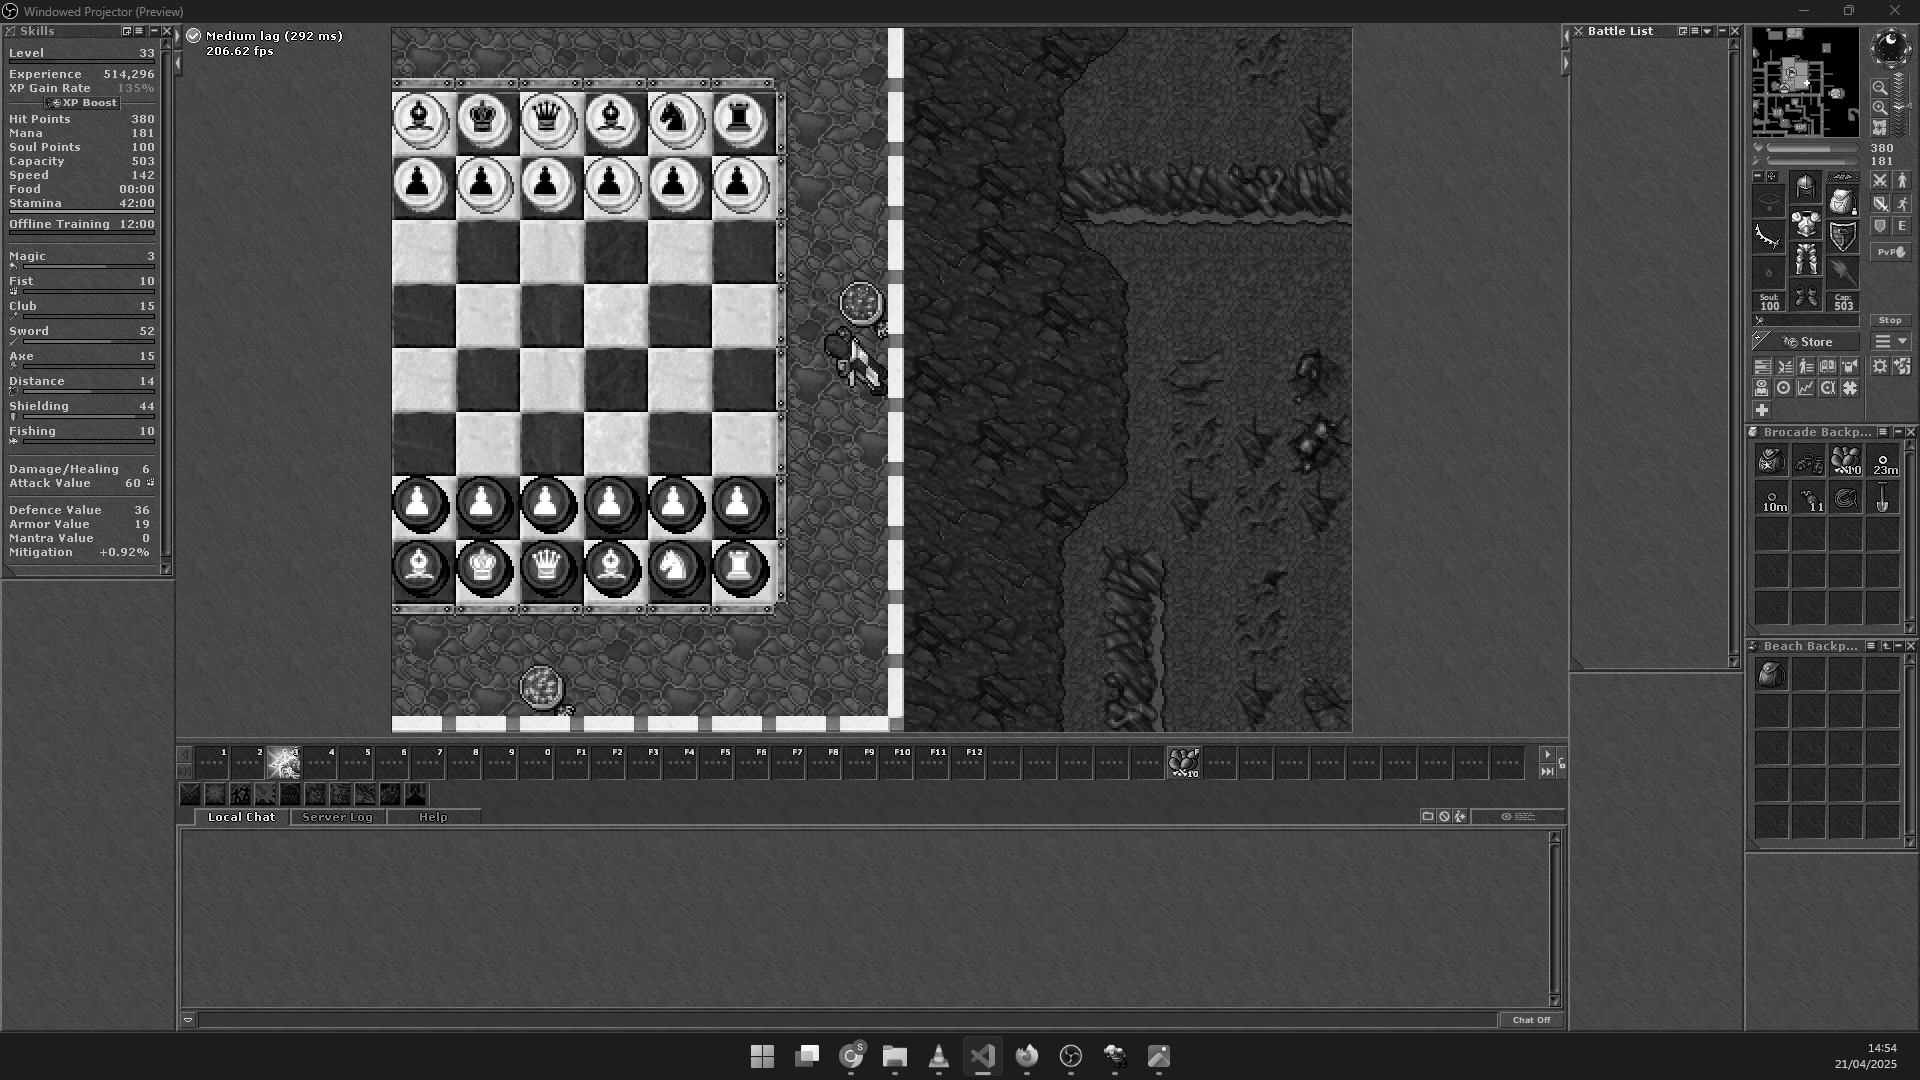 Windowed Projector (Preview)
Skills
Level 33
Experience 514,296
XP Gain Rate 135%
XP Boost
Hit Points 380
Mana 181
Soul Points 100
Capacity 503
Speed 142
Food 00:00
Stamina 42:00
Offline Training 12:00
Magic 3
Fist 10
Club 15
Sword 52
Axe 15
Distance 14
Shielding 44
Fishing 10
Damage/Healing 6
Attack Value 60
Defence Value 36
Armor Value 19
Mantra Value 0
Mitigation +0.92%
Medium lag (292 ms)
206.62 fps
Battle List
380
181
Soul: 100
Cap: 503
E
PvP
Stop
Store
Brocade Backp...
10 23m
10m 11
Beach Backp...
1 2 3 4 5 6 7 8 9 0 F1 F2 F3 F4 F5 F6 F7 F8 F9 F10 F11 F12 F
10
Local Chat Server Log Help
Chat Off
S
14:54
21/04/2025